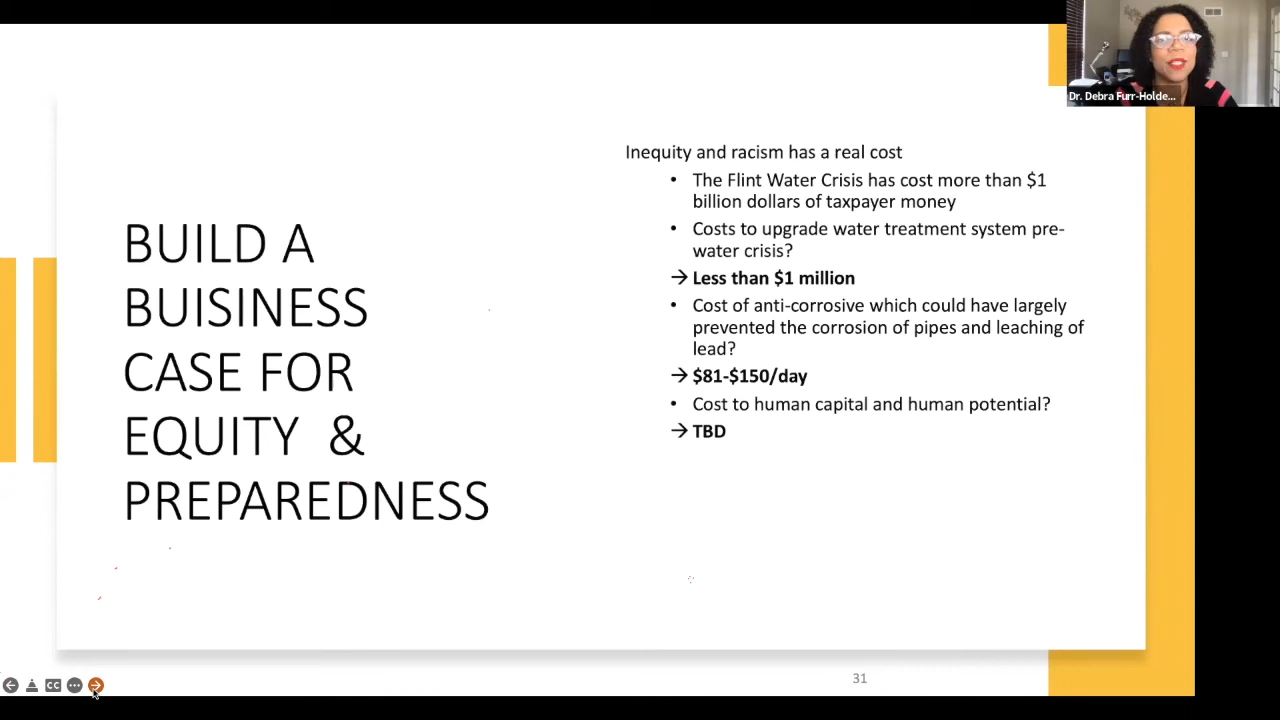 Dr. Debra Furr-Holde...
BUILD A
BUISINESS
CASE FOR
EQUITY &
PREPAREDNESS
Inequity and racism has a real cost
• The Flint Water Crisis has cost more than $1
billion dollars of taxpayer money
• Costs to upgrade water treatment system pre-
water crisis?
→ Less than $1 million
• Cost of anti-corrosive which could have largely
prevented the corrosion of pipes and leaching of
lead?
→ $81-$150/day
• Cost to human capital and human potential?
→ TBD
CC
31